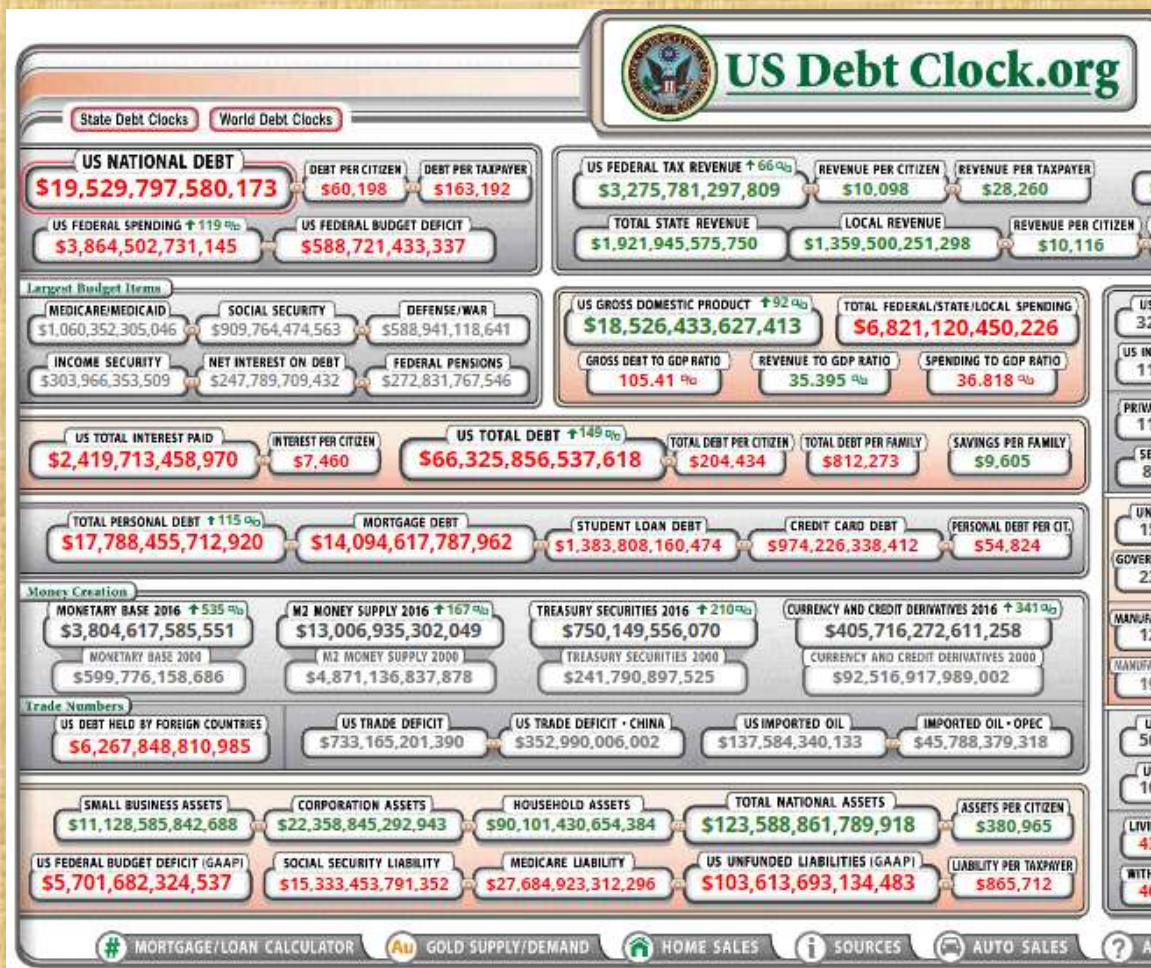 US Debt Clock.org
State Debt Clocks World Debt Clocks
US NATIONAL DEBT DEBT PER CITIZEN DEBT PER TAXPAYER
$19,529,797,580,173 $60,198 $163,192
US FEDERAL SPENDING ↑ 119 % US FEDERAL BUDGET DEFICIT
$3,864,502,731,145 $588,721,433,337
US FEDERAL TAX REVENUE ↑ 66 % REVENUE PER CITIZEN REVENUE PER TAXPAYER
$3,275,781,297,809 $10,098 $28,260
TOTAL STATE REVENUE LOCAL REVENUE REVENUE PER CITIZEN
$1,921,945,575,750 $1,359,500,251,298 $10,116
Largest Budget Items
MEDICARE/MEDICAID SOCIAL SECURITY DEFENSE/WAR
$1,060,352,305,046 $909,764,474,563 $588,941,118,641
INCOME SECURITY NET INTEREST ON DEBT FEDERAL PENSIONS
$303,966,353,509 $247,789,709,432 $272,831,767,546
US GROSS DOMESTIC PRODUCT ↑ 92 % TOTAL FEDERAL/STATE/LOCAL SPENDING
$18,526,433,627,413 $6,821,120,450,226
GROSS DEBT TO GDP RATIO REVENUE TO GDP RATIO SPENDING TO GDP RATIO
105.41 % 35.395 % 36.818 %
US TOTAL INTEREST PAID INTEREST PER CITIZEN US TOTAL DEBT ↑ 149 % TOTAL DEBT PER CITIZEN TOTAL DEBT PER FAMILY SAVINGS PER FAMILY
$2,419,713,458,970 $7,460 $66,325,856,537,618 $204,434 $812,273 $9,605
TOTAL PERSONAL DEBT ↑ 115 % MORTGAGE DEBT STUDENT LOAN DEBT CREDIT CARD DEBT PERSONAL DEBT PER CIT.
$17,788,455,712,920 $14,094,617,787,962 $1,383,808,160,474 $974,226,338,412 $54,824
Money Creation
MONETARY BASE 2016 ↑ 535 % M2 MONEY SUPPLY 2016 ↑ 167 % TREASURY SECURITIES 2016 ↑ 210 % CURRENCY AND CREDIT DERIVATIVES 2016 ↑ 341 %
$3,804,617,585,551 $13,006,935,302,049 $750,149,556,070 $405,716,272,611,258
MONETARY BASE 2000 M2 MONEY SUPPLY 2000 TREASURY SECURITIES 2000 CURRENCY AND CREDIT DERIVATIVES 2000
$599,776,158,686 $4,871,136,837,878 $241,790,897,525 $92,516,917,989,002
Trade Numbers
US DEBT HELD BY FOREIGN COUNTRIES US TRADE DEFICIT US TRADE DEFICIT · CHINA US IMPORTED OIL IMPORTED OIL · OPEC
$6,267,848,810,985 $733,165,201,390 $352,990,006,002 $137,584,340,133 $45,788,379,318
SMALL BUSINESS ASSETS CORPORATION ASSETS HOUSEHOLD ASSETS TOTAL NATIONAL ASSETS ASSETS PER CITIZEN
$11,128,585,842,688 $22,358,845,292,943 $90,101,430,654,384 $123,588,861,789,918 $380,965
US FEDERAL BUDGET DEFICIT (GAAP) SOCIAL SECURITY LIABILITY MEDICARE LIABILITY US UNFUNDED LIABILITIES (GAAP) LIABILITY PER TAXPAYER
$5,701,682,324,537 $15,333,453,791,352 $27,684,923,312,296 $103,613,693,134,483 $865,712
# MORTGAGE/LOAN CALCULATOR Au GOLD SUPPLY/DEMAND HOME SALES i SOURCES AUTO SALES ?